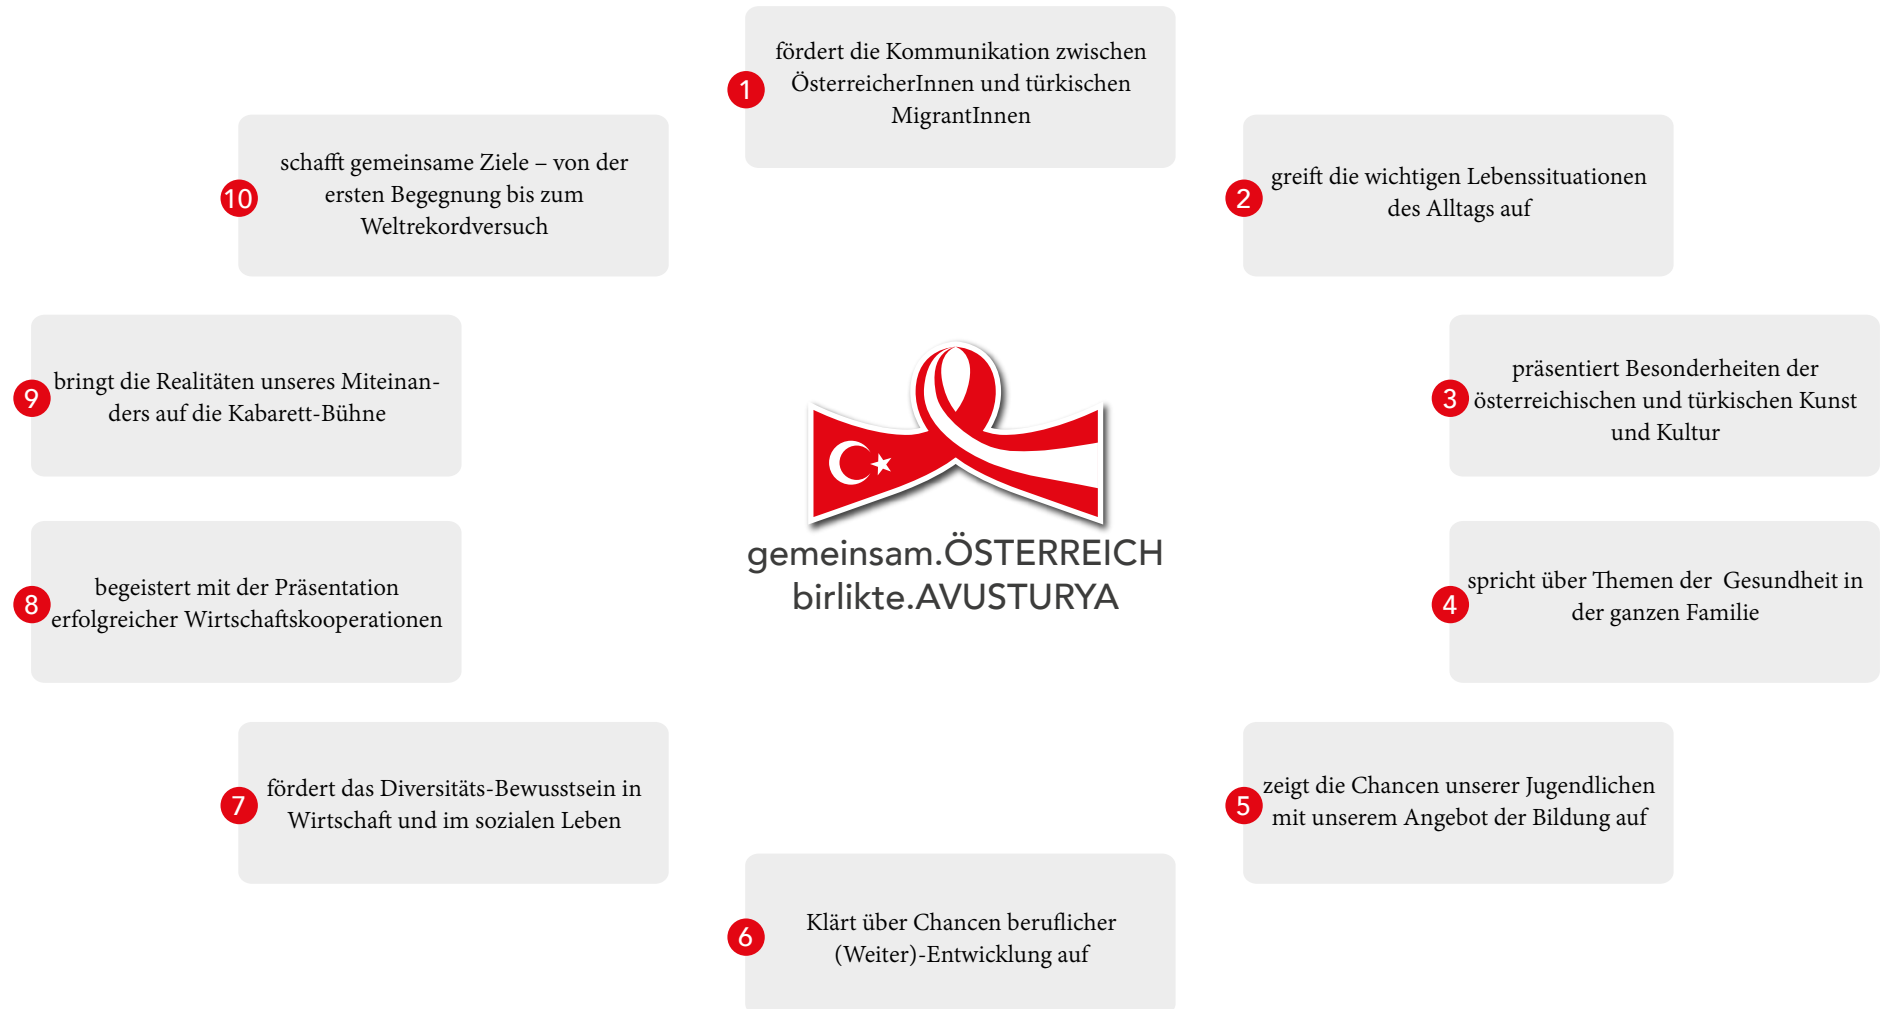 1
fördert die Kommunikation zwischen
ÖsterreicherInnen und türkischen
MigrantInnen
2
greift die wichtigen Lebenssituationen
des Alltags auf
3
präsentiert Besonderheiten der
österreichischen und türkischen Kunst
und Kultur
4
spricht über Themen der  Gesundheit in
der ganzen Familie
5
zeigt die Chancen unserer Jugendlichen
mit unserem Angebot der Bildung auf
6
Klärt über Chancen beruflicher
(Weiter)-Entwicklung auf
7
fördert das Diversitäts-Bewusstsein in
Wirtschaft und im sozialen Leben
8
begeistert mit der Präsentation
erfolgreicher Wirtschaftskooperationen
9
bringt die Realitäten unseres Miteinan-
ders auf die Kabarett-Bühne
10
schafft gemeinsame Ziele – von der
ersten Begegnung bis zum
Weltrekordversuch
gemeinsam.ÖSTERREICH
birlikte.AVUSTURYA